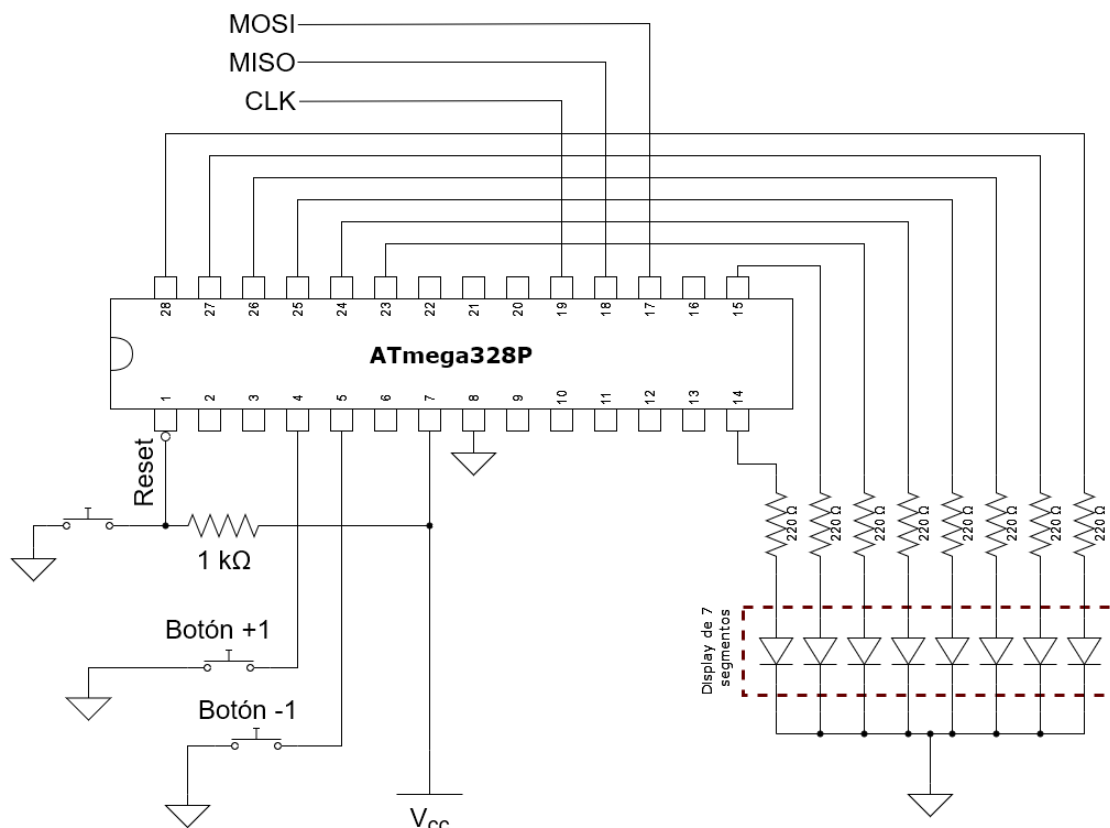 MOSI
MISO
CLK
28 27 26 25 24 23 22 21 20 19 18 17 16 15
ATmega328P
1 2 3 4 5 6 7 8 9 10 11 12 13 14
Reset
1 kΩ
220 Ω 220 Ω 220 Ω 220 Ω 220 Ω 220 Ω 220 Ω 220 Ω
Botón +1
Botón -1
Display de 7
segmentos
Vcc